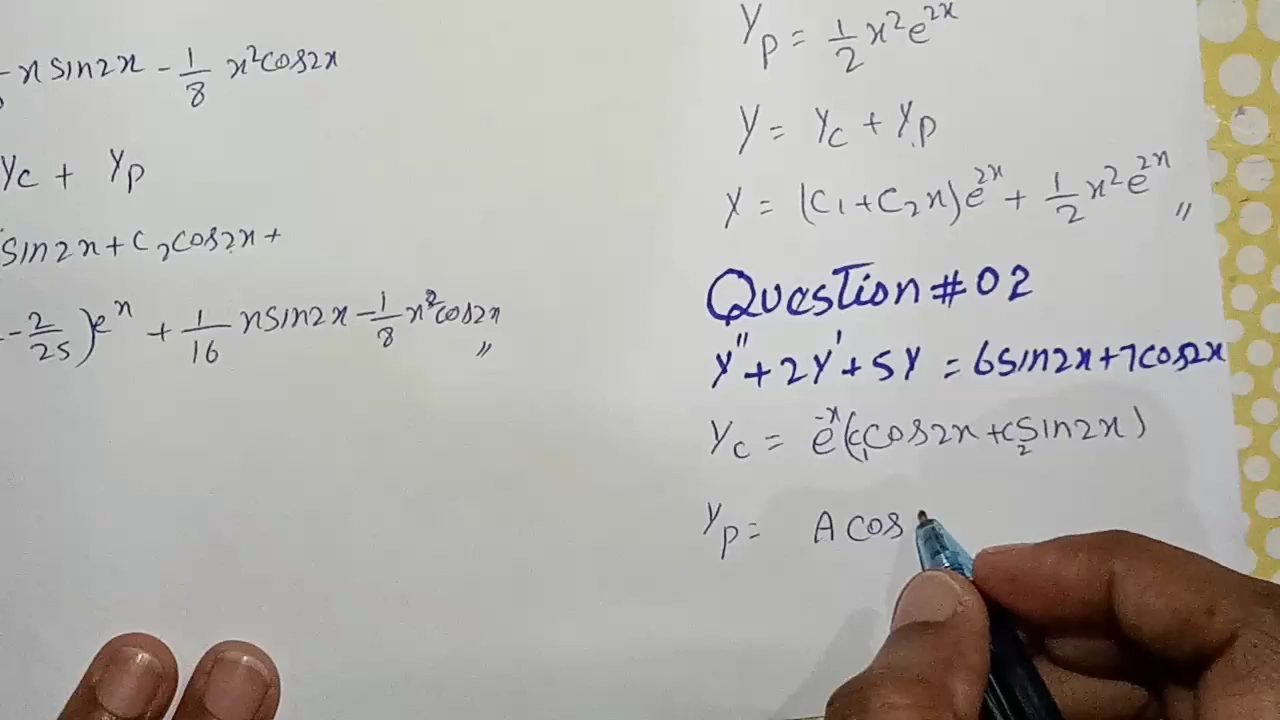 x sin2x - 1/8 x²cos2x
Yc + Yp
sin2x + C₂cos2x +
- 2/25)eˣ + 1/16 x sin2x - 1/8 x²cos2x //
Yp = 1/2 x²e²ˣ
Y = Yc + Yp
Y = (C₁+C₂x)e²ˣ + 1/2 x²e²ˣ //
Question #02
Y'' + 2Y' + 5Y = 6sin2x + 7cos2x
Yc = e⁻ˣ(C₁cos2x + C₂sin2x)
Yp = A cos